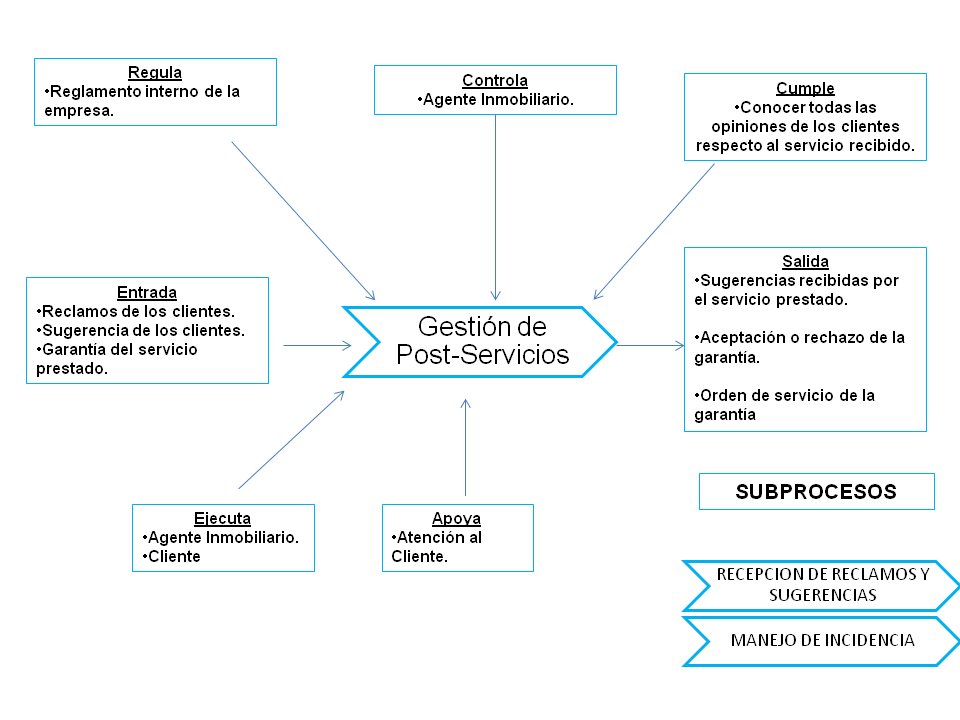 Regula
•Reglamento interno de la
empresa.
Controla
•Agente Inmobiliario.
Cumple
•Conocer todas las
opiniones de los clientes
respecto al servicio recibido.
Entrada
•Reclamos de los clientes.
•Sugerencia de los clientes.
•Garantía del servicio
prestado.
Gestión de
Post-Servicios
Salida
•Sugerencias recibidas por
el servicio prestado.
•Aceptación o rechazo de la
garantía.
•Orden de servicio de la
garantía
Ejecuta
•Agente Inmobiliario.
•Cliente
Apoya
•Atención al
Cliente.
SUBPROCESOS
RECEPCION DE RECLAMOS Y
SUGERENCIAS
MANEJO DE INCIDENCIA